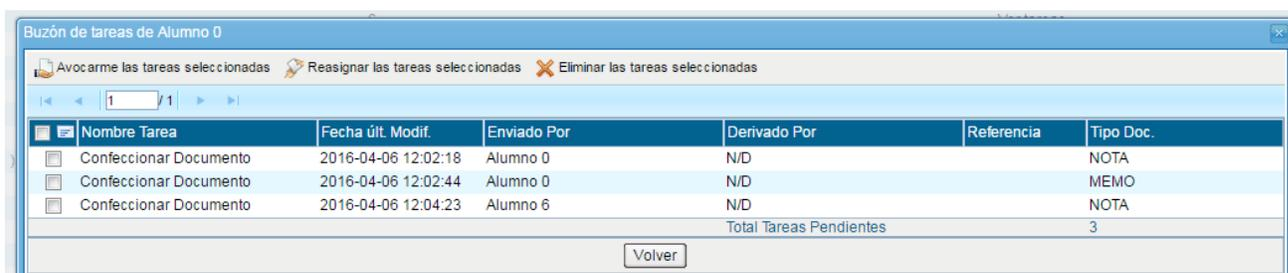 Buzón de tareas de Alumno 0
Avocarme las tareas seleccionadas Reasignar las tareas seleccionadas Eliminar las tareas seleccionadas
1 / 1
Nombre Tarea Fecha últ. Modif. Enviado Por Derivado Por Referencia Tipo Doc.
Confeccionar Documento 2016-04-06 12:02:18 Alumno 0 N/D NOTA
Confeccionar Documento 2016-04-06 12:02:44 Alumno 0 N/D MEMO
Confeccionar Documento 2016-04-06 12:04:23 Alumno 6 N/D NOTA
Total Tareas Pendientes 3
Volver